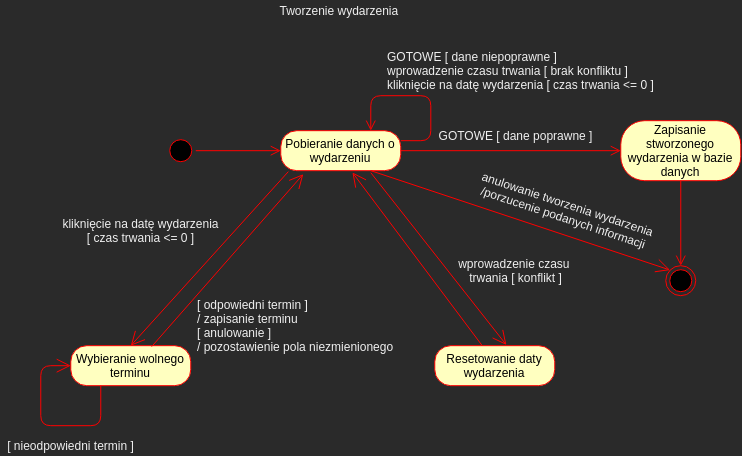 Tworzenie wydarzenia
GOTOWE [ dane niepoprawne ]
wprowadzenie czasu trwania [ brak konfliktu ]
kliknięcie na datę wydarzenia [ czas trwania <= 0 ]
Pobieranie danych o
wydarzeniu
GOTOWE [ dane poprawne ]
Zapisanie
stworzonego
wydarzenia w bazie
danych
anulowanie tworzenia wydarzenia
/porzucenie podanych informacji
kliknięcie na datę wydarzenia
[ czas trwania <= 0 ]
wprowadzenie czasu
trwania [ konflikt ]
[ odpowiedni termin ]
/ zapisanie terminu
[ anulowanie ]
/ pozostawienie pola niezmienionego
Wybieranie wolnego
terminu
Resetowanie daty
wydarzenia
[ nieodpowiedni termin ]